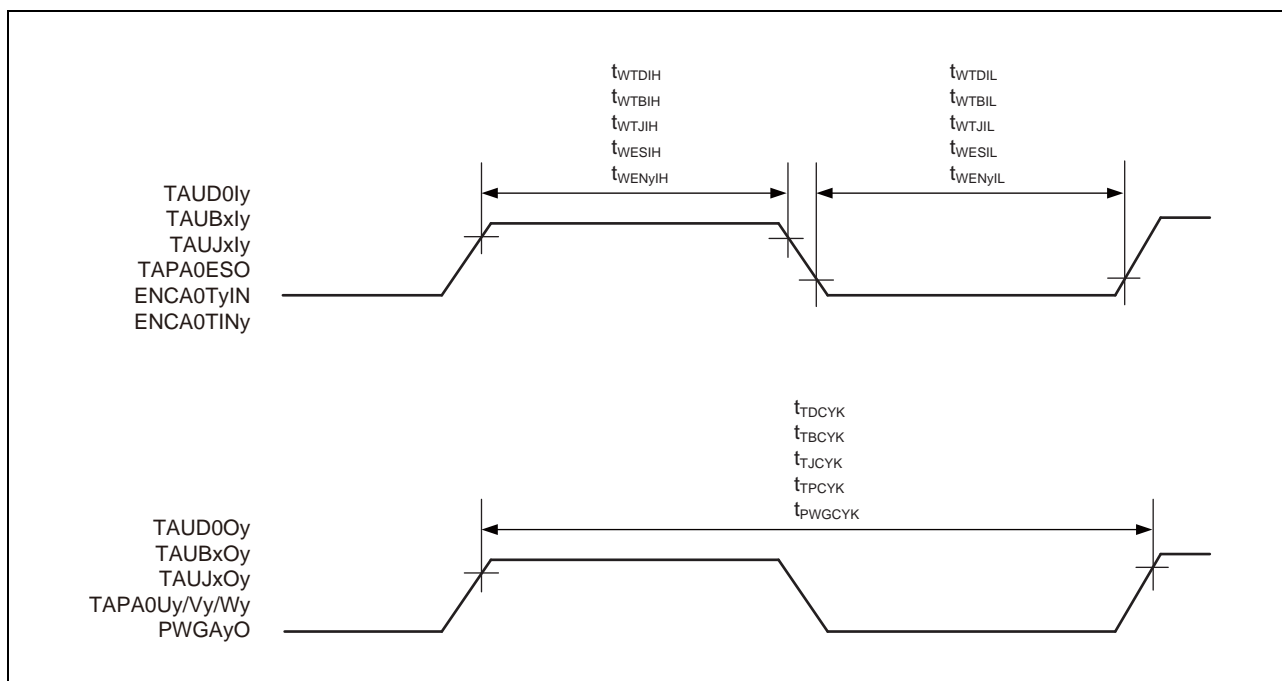 tWTDIH
tWTBIH
tWTJIH
tWESIH
tWENyIH
tWTDIL
tWTBIL
tWTJIL
tWESIL
tWENyIL
TAUD0Iy
TAUBxIy
TAUJxIy
TAPA0ESO
ENCA0TyIN
ENCA0TINy
tTDCYK
tTBCYK
tTJCYK
tTPCYK
tPWGCYK
TAUD0Oy
TAUBxOy
TAUJxOy
TAPA0Uy/Vy/Wy
PWGAyO